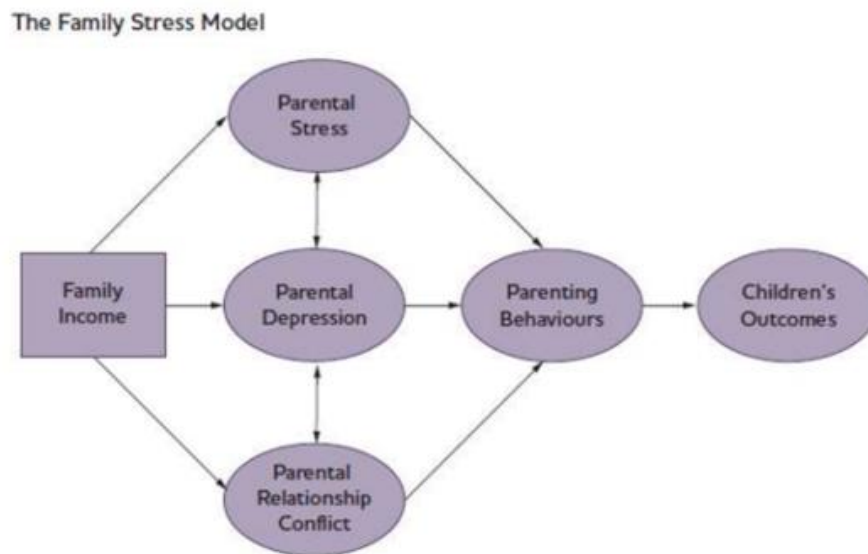 The Family Stress Model
Parental
Stress
Family
Income
Parental
Depression
Parenting
Behaviours
Children's
Outcomes
Parental
Relationship
Conflict